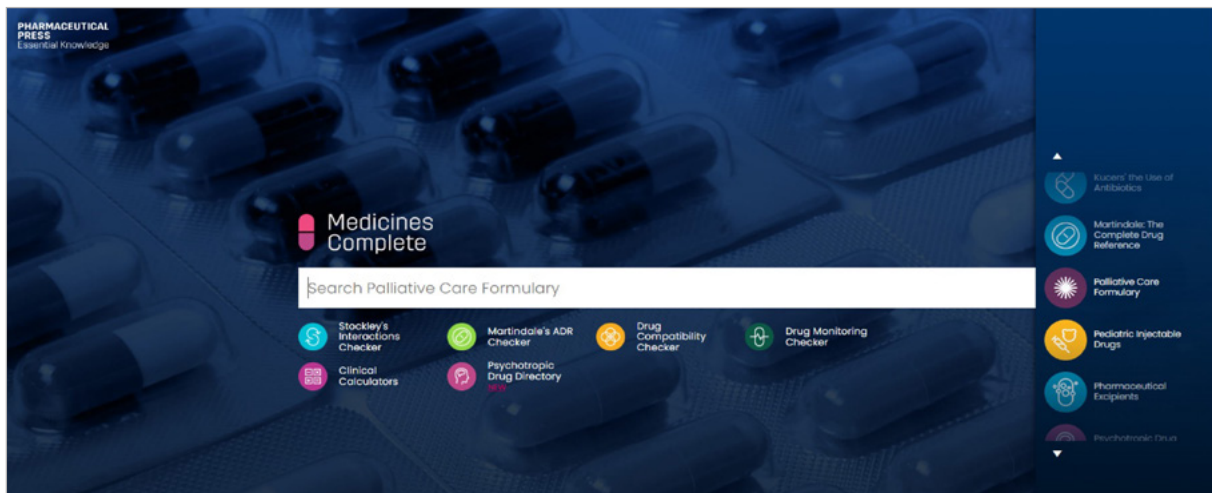 PHARMACEUTICAL
PRESS
Essential Knowledge
Medicines
Complete
Search Palliative Care Formulary
Stockley's
Interactions
Checker
Martindale's ADR
Checker
Drug
Compatibility
Checker
Drug Monitoring
Checker
Clinical
Calculators
Psychotropic
Drug Directory
NEW
Kucers' the Use of
Antibiotics
Martindale: The
Complete Drug
Reference
Palliative Care
Formulary
Pediatric Injectable
Drugs
Pharmaceutical
Excipients
Psychotropic Drug